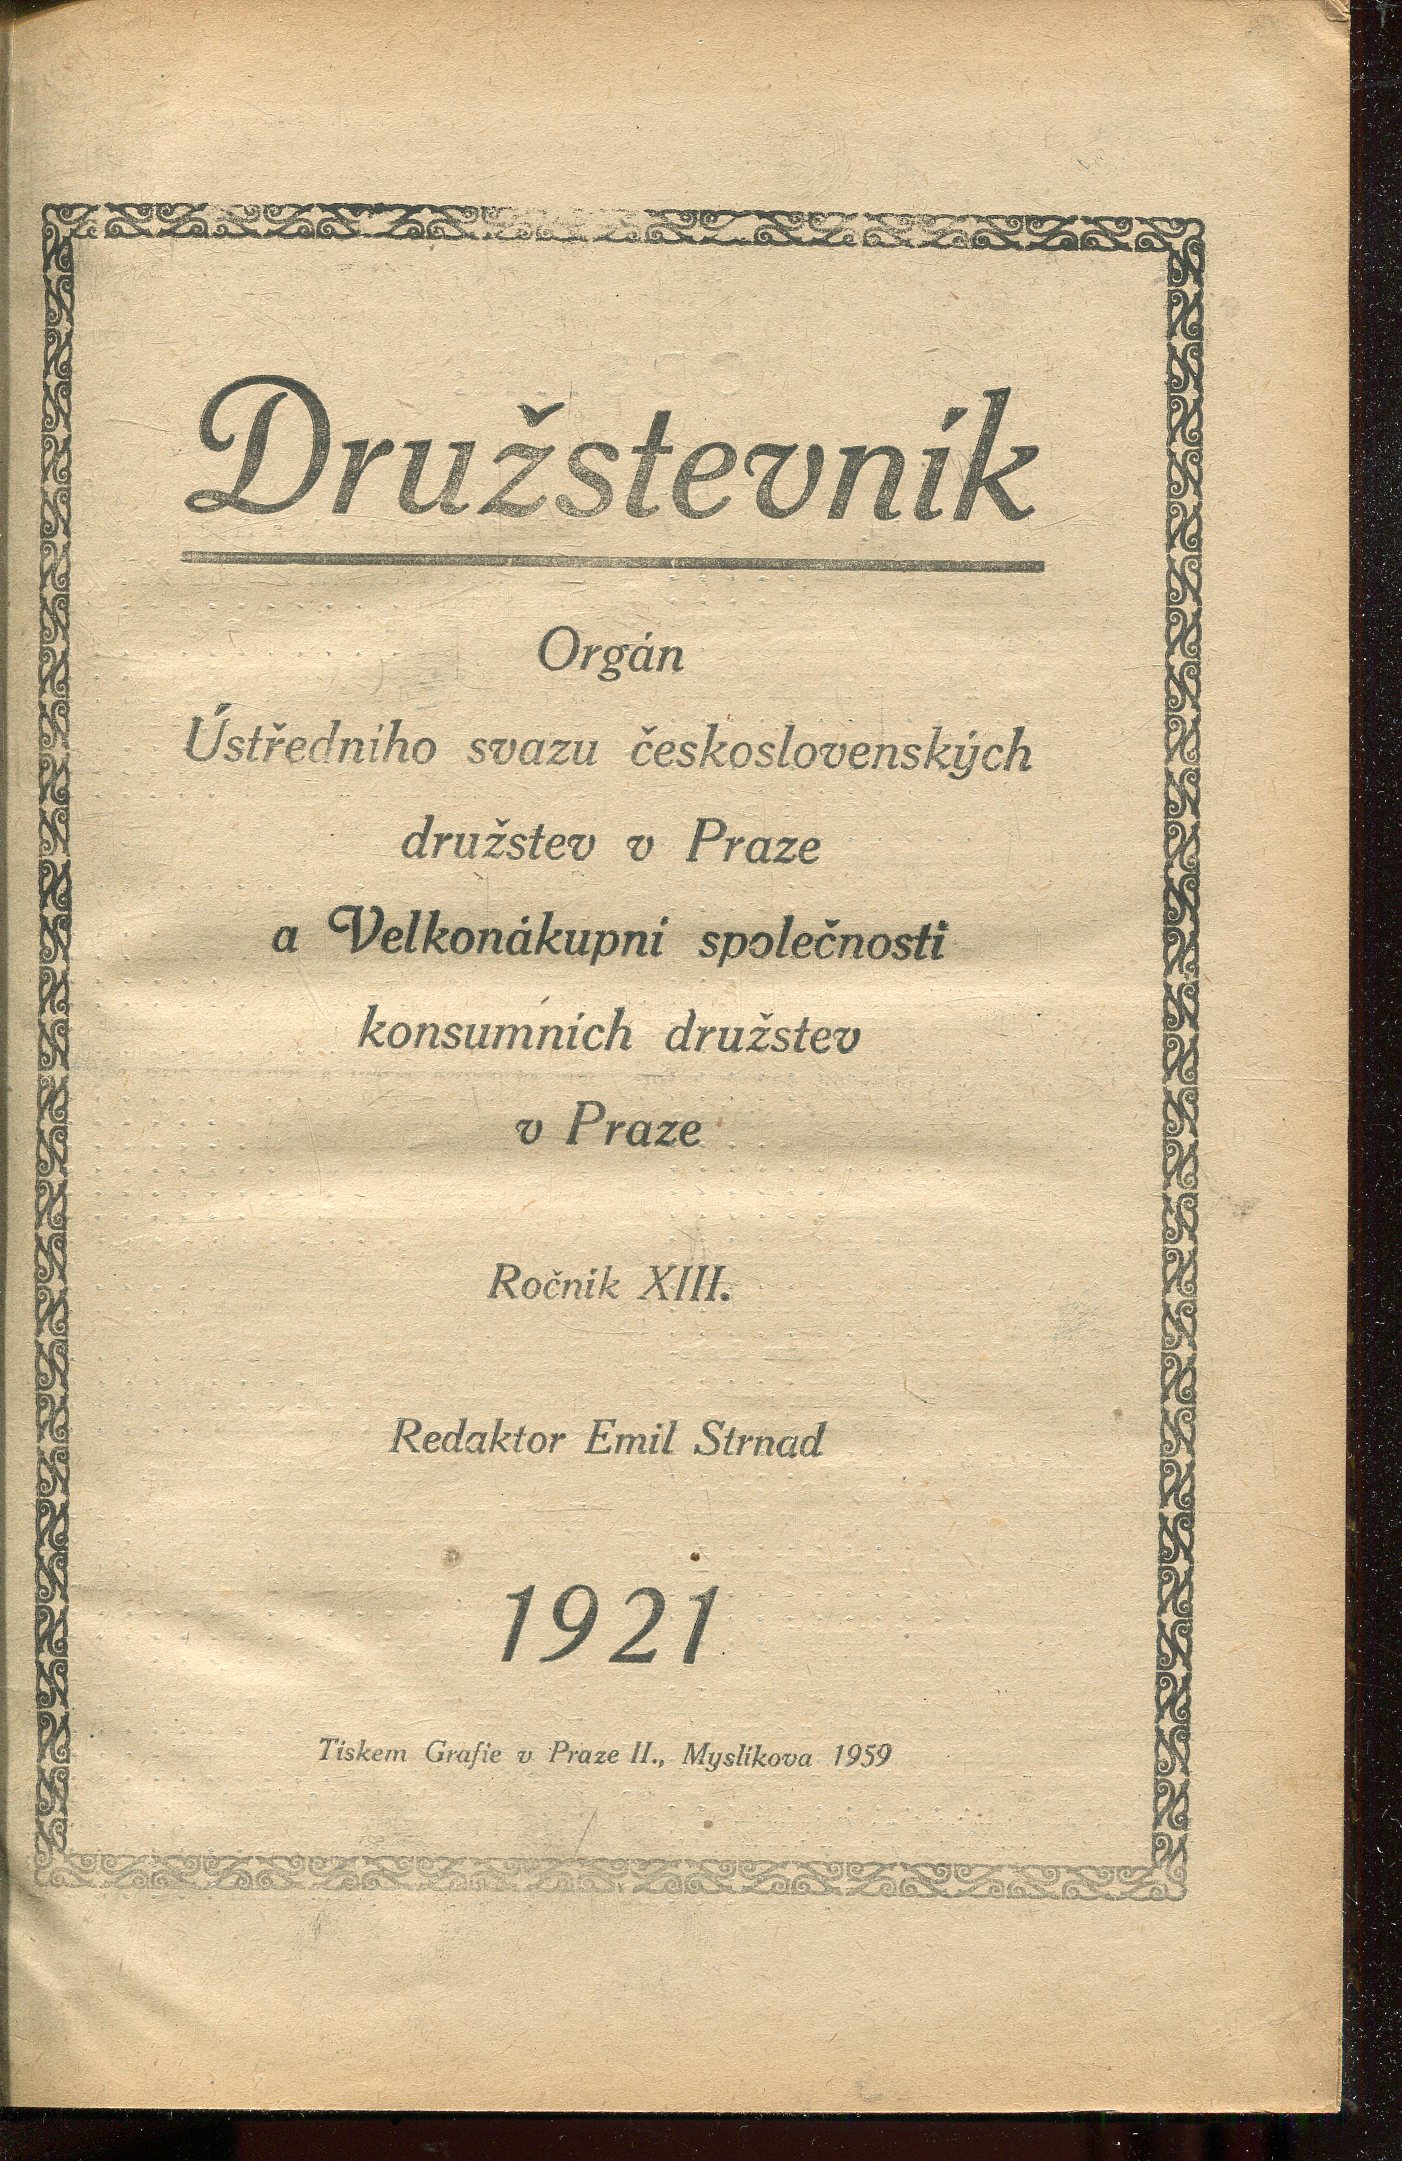 Družstevník
Orgán
Ústředního svazu československých
družstev v Praze
a Velkonákupní společnosti
konsumních družstev
v Praze
Ročník XIII.
Redaktor Emil Strnad
1921
Tiskem Grafie v Praze II., Myslíkova 1959